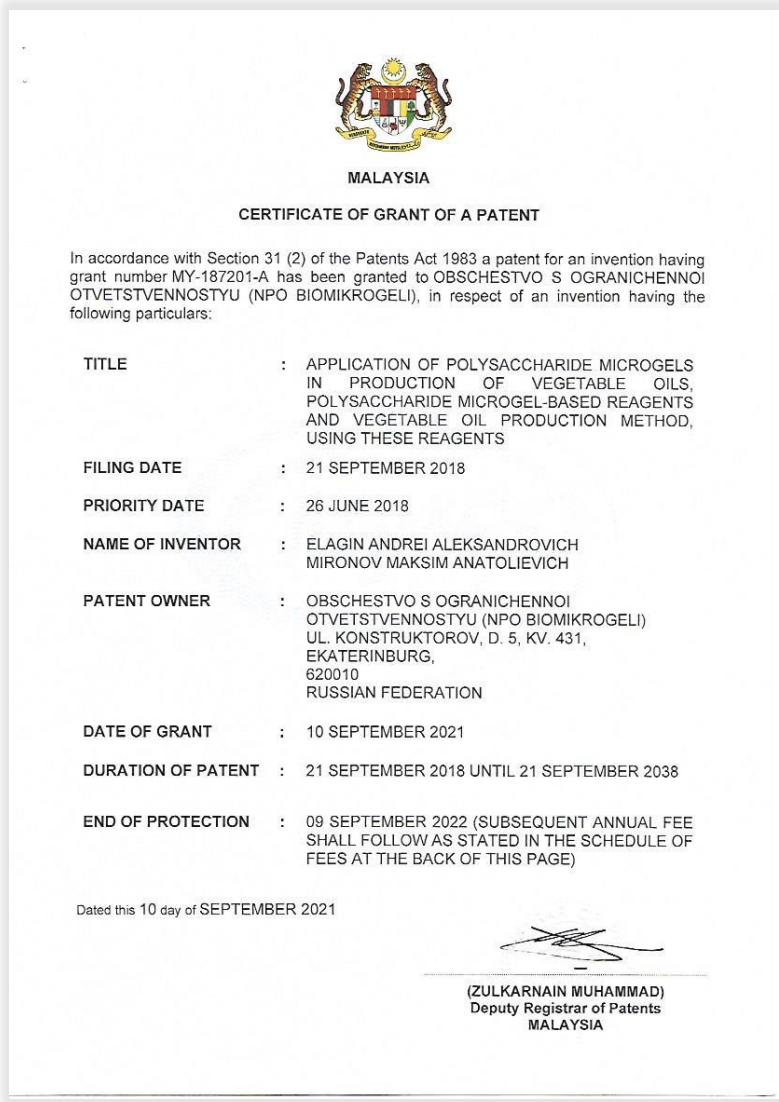 MALAYSIA
CERTIFICATE OF GRANT OF A PATENT
In accordance with Section 31 (2) of the Patents Act 1983 a patent for an invention having
grant number MY-187201-A has been granted to OBSCHESTVO S OGRANICHENNOI
OTVETSTVENNOSTYU (NPO BIOMIKROGELI), in respect of an invention having the
following particulars:
TITLE : APPLICATION OF POLYSACCHARIDE MICROGELS
IN PRODUCTION OF VEGETABLE OILS,
POLYSACCHARIDE MICROGEL-BASED REAGENTS
AND VEGETABLE OIL PRODUCTION METHOD,
USING THESE REAGENTS
FILING DATE : 21 SEPTEMBER 2018
PRIORITY DATE : 26 JUNE 2018
NAME OF INVENTOR : ELAGIN ANDREI ALEKSANDROVICH
MIRONOV MAKSIM ANATOLIEVICH
PATENT OWNER : OBSCHESTVO S OGRANICHENNOI
OTVETSTVENNOSTYU (NPO BIOMIKROGELI)
UL. KONSTRUKTOROV, D. 5, KV. 431,
EKATERINBURG,
620010
RUSSIAN FEDERATION
DATE OF GRANT : 10 SEPTEMBER 2021
DURATION OF PATENT : 21 SEPTEMBER 2018 UNTIL 21 SEPTEMBER 2038
END OF PROTECTION : 09 SEPTEMBER 2022 (SUBSEQUENT ANNUAL FEE
SHALL FOLLOW AS STATED IN THE SCHEDULE OF
FEES AT THE BACK OF THIS PAGE)
Dated this 10 day of SEPTEMBER 2021
(ZULKARNAIN MUHAMMAD)
Deputy Registrar of Patents
MALAYSIA